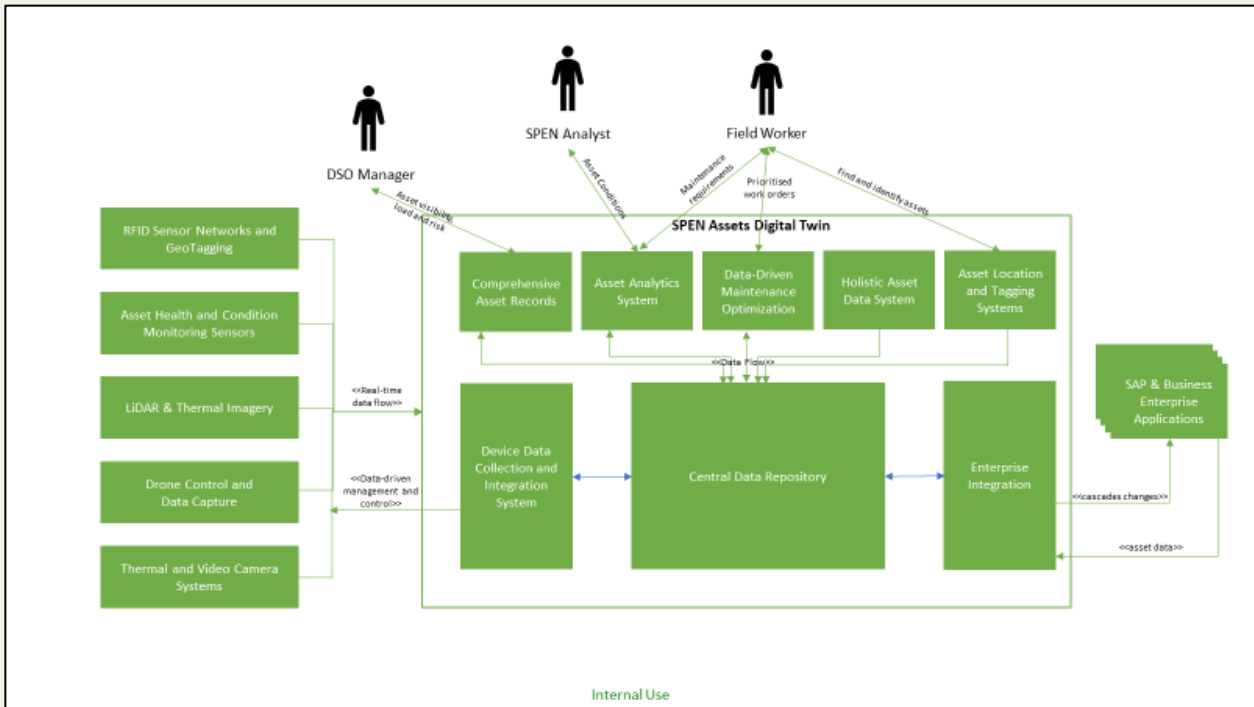 SPEN Analyst
Field Worker
DSO Manager
Asset visibility,
load and risk
Asset Conditions
Maintenance
requirements
Prioritised
work orders
Find and identify assets
SPEN Assets Digital Twin
RFID Sensor Networks and
GeoTagging
Asset Health and Condition
Monitoring Sensors
LiDAR & Thermal Imagery
Drone Control and
Data Capture
Thermal and Video Camera
Systems
<<Real-time
data flow>>
<<Data-driven
management and
control>>
Comprehensive
Asset Records
Asset Analytics
System
Data-Driven
Maintenance
Optimization
Holistic Asset
Data System
Asset Location
and Tagging
Systems
<<Data Flow>>
Device Data
Collection and
Integration
System
Central Data Repository
Enterprise
Integration
SAP & Business
Enterprise
Applications
<<cascades changes>>
<<asset data>>
Internal Use